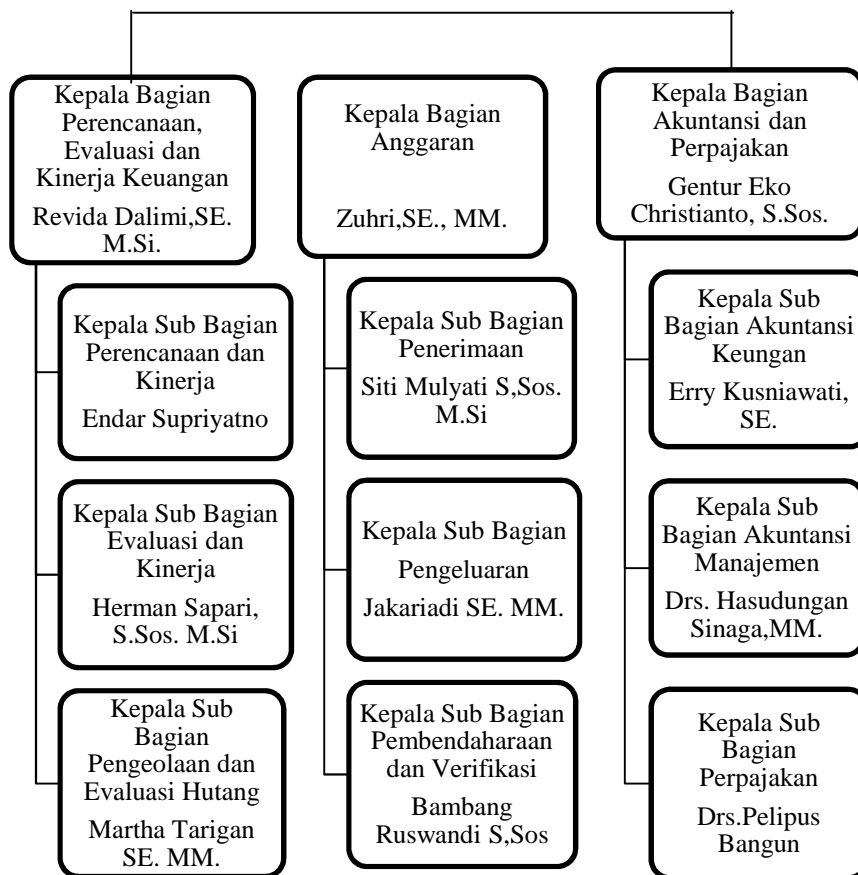 Kepala Bagian
Perencanaan,
Evaluasi dan
Kinerja Keuangan
Revida Dalimi,SE.
M.Si.
Kepala Sub Bagian
Perencanaan dan
Kinerja
Endar Supriyatno
Kepala Sub Bagian
Evaluasi dan
Kinerja
Herman Sapari,
S.Sos. M.Si
Kepala Sub
Bagian
Pengeolaan dan
Evaluasi Hutang
Martha Tarigan
SE. MM.
Kepala Bagian
Anggaran
Zuhri,SE., MM.
Kepala Sub Bagian
Penerimaan
Siti Mulyati S,Sos.
M.Si
Kepala Sub Bagian
Pengeluaran
Jakariadi SE. MM.
Kepala Sub Bagian
Pembendaharaan
dan Verifikasi
Bambang
Ruswandi S,Sos
Kepala Bagian
Akuntansi dan
Perpajakan
Gentur Eko
Christianto, S.Sos.
Kepala Sub
Bagian Akuntansi
Keungan
Erry Kusniawati,
SE.
Kepala Sub
Bagian Akuntansi
Manajemen
Drs. Hasudungan
Sinaga,MM.
Kepala Sub
Bagian
Perpajakan
Drs.Pelipus
Bangun